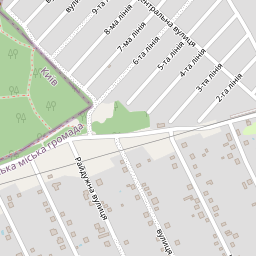 9-та лінія
Центральна вулиця
8-ма лінія
7-ма лінія
6-та лінія
5-та лінія
4-та лінія
3-тя лінія
2-га лінія
Київ
ська міська громада
Райдужна вулиця
вулиця